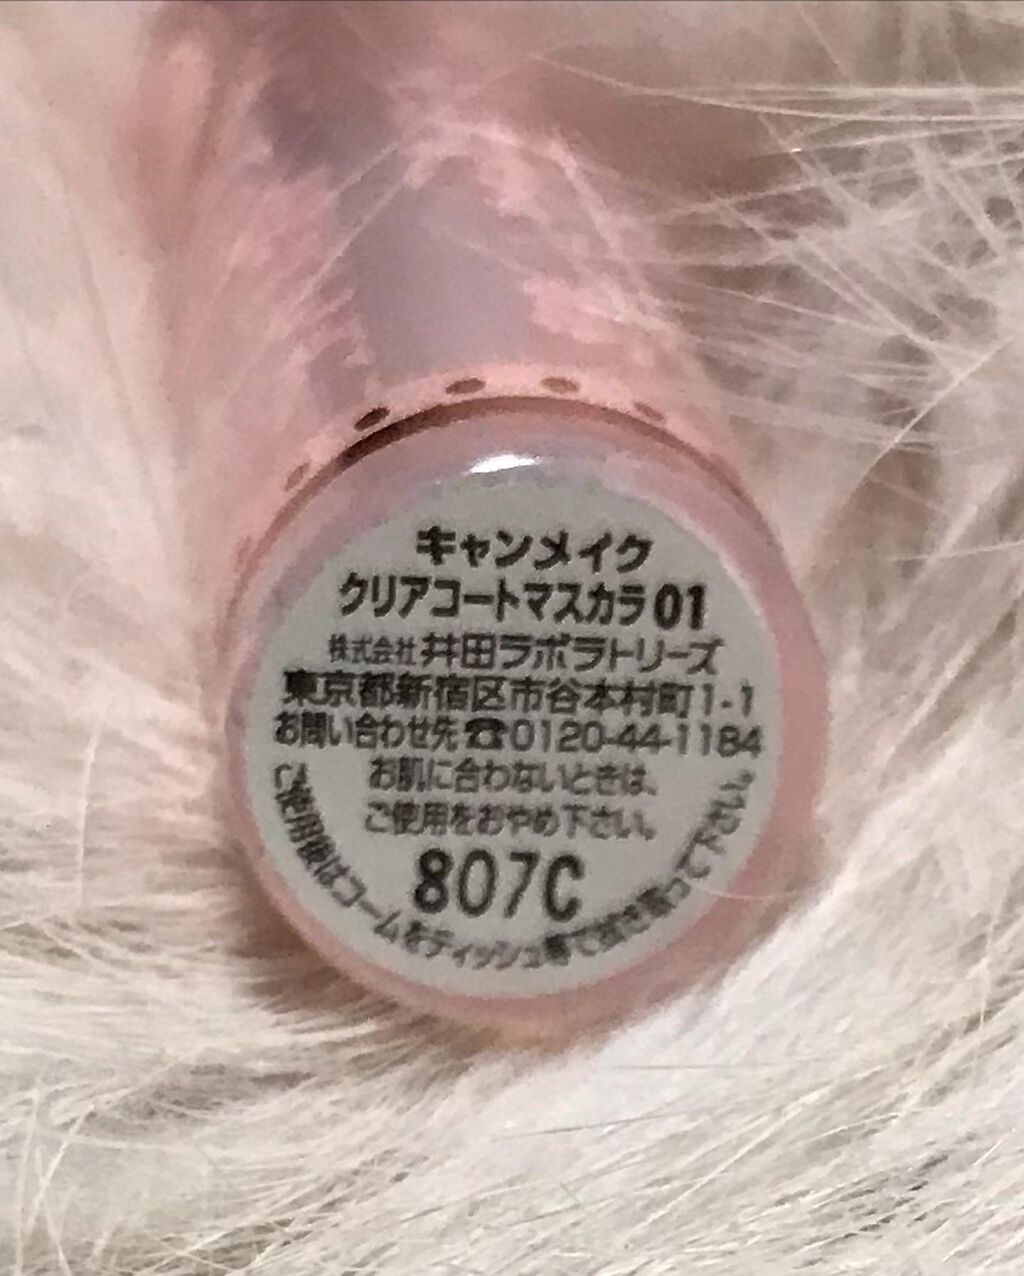 キャンメイク
クリアコートマスカラ01
株式会社井田ラボラトリーズ
東京都新宿区市谷本村町1-1
お問い合わせ先☎0120-44-1184
お肌に合わないときは、
ご使用をおやめ下さい。
807C
ご使用後はコームをティッシュ等で拭き取って下さい。